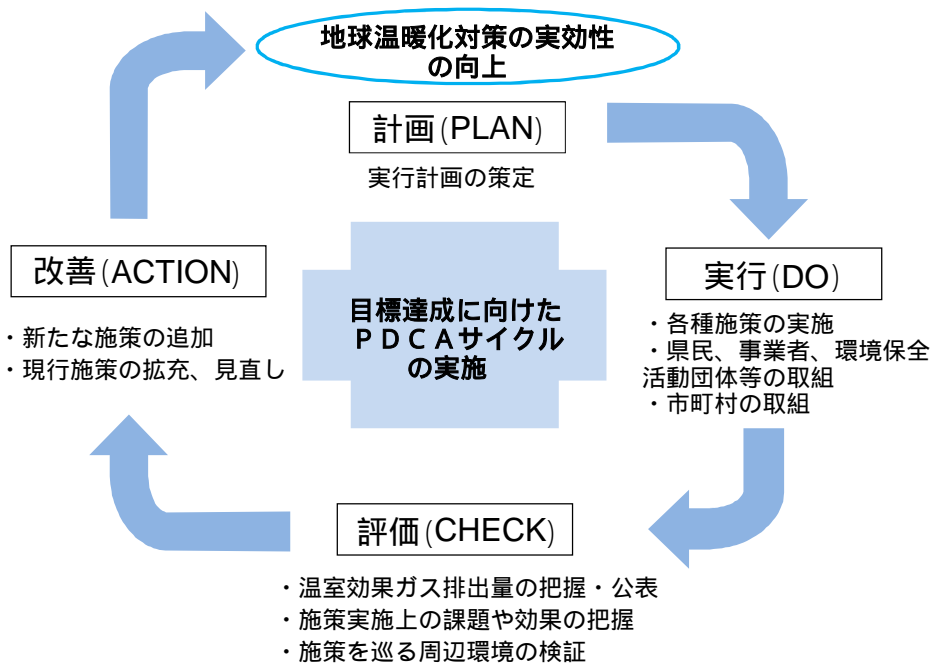 地球温暖化対策の実効性
の向上
計画(PLAN)
実行計画の策定
実行(DO)
・各種施策の実施
・県民、事業者、環境保全
活動団体等の取組
・市町村の取組
評価(CHECK)
・温室効果ガス排出量の把握・公表
・施策実施上の課題や効果の把握
・施策を巡る周辺環境の検証
改善(ACTION)
・新たな施策の追加
・現行施策の拡充、見直し
目標達成に向けた
ＰＤＣＡサイクル
の実施